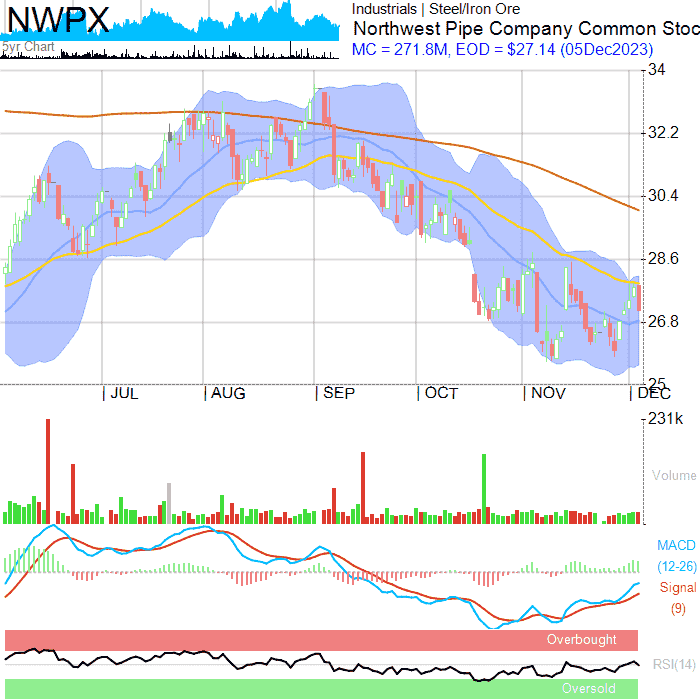 NWPX
5yr Chart
Industrials | Steel/Iron Ore
Northwest Pipe Company Common Stoc
MC = 271.8M, EOD = $27.14 (05Dec2023)
34
32.2
30.4
28.6
26.8
25
| JUL | AUG | SEP | OCT | NOV | DEC
231k
Volume
MACD
(12-26)
Signal
(9)
Overbought
RSI(14)
Oversold